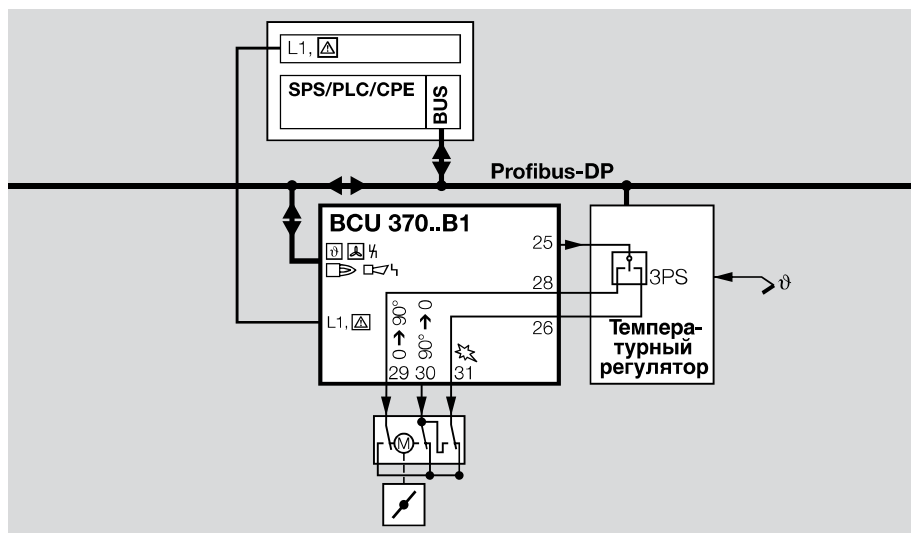 L1,
SPS/PLC/CPE
BUS
Profibus-DP
BCU 370..B1
ϑ
25
3PS
28
ϑ
L1,
0 → 90°
90° → 0
26
Темпера-
турный
регулятор
29 30 31
M